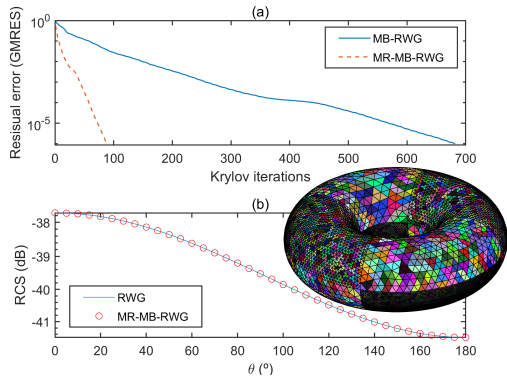 (a)
Resisual error (GMRES)
10^0
10^-5
MB-RWG
MR-MB-RWG
0 100 200 300 400 500 600 700
Krylov iterations
(b)
RCS (dB)
-38
-39
-40
-41
RWG
MR-MB-RWG
0 20 40 60 80 100 120 140 160 180
θ (º)